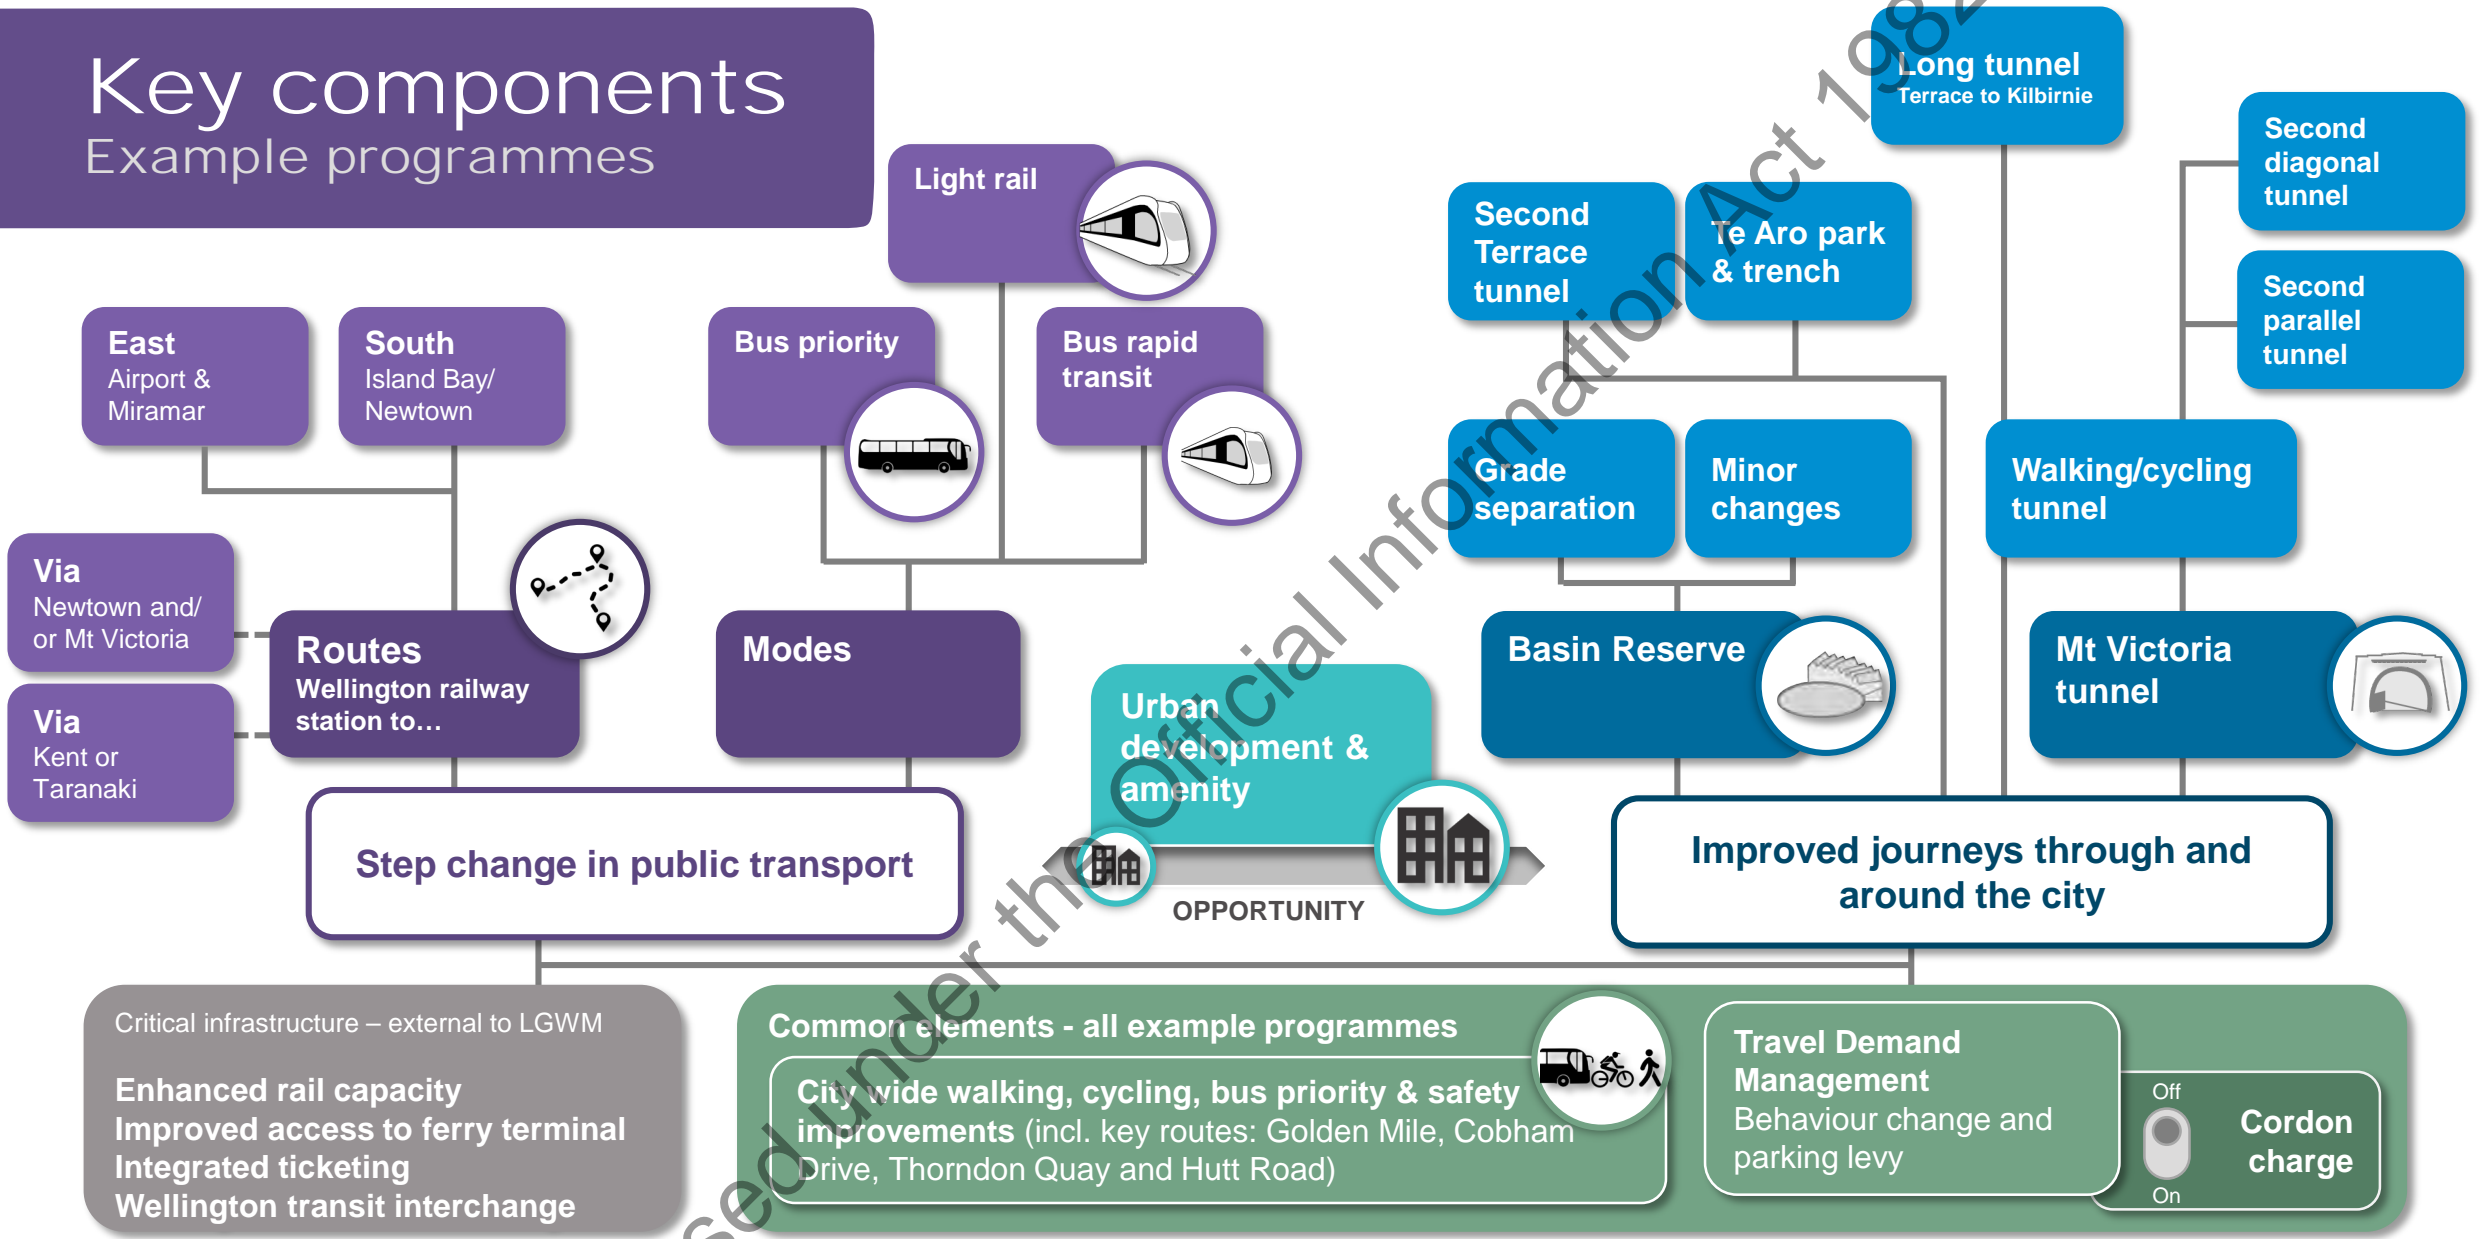 Key components
Example programmes
Light rail
Bus priority
Bus rapid
transit
East
Airport &
Miramar
South
Island Bay/
Newtown
Via
Newtown and/
or Mt Victoria
Via
Kent or
Taranaki
Routes
Wellington railway
station to…
Modes
Step change in public transport
Urban
development &
amenity
OPPORTUNITY
Long tunnel
Terrace to Kilbirnie
Second
diagonal
tunnel
Second
parallel
tunnel
Second
Terrace
tunnel
Te Aro park
& trench
Grade
separation
Minor
changes
Walking/cycling
tunnel
Basin Reserve
Mt Victoria
tunnel
Improved journeys through and
around the city
Critical infrastructure – external to LGWM
Enhanced rail capacity
Improved access to ferry terminal
Integrated ticketing
Wellington transit interchange
Common elements - all example programmes
City wide walking, cycling, bus priority & safety
improvements (incl. key routes: Golden Mile, Cobham
Drive, Thorndon Quay and Hutt Road)
Travel Demand
Management
Behaviour change and
parking levy
Off
On
Cordon
charge
under the Official Information Act